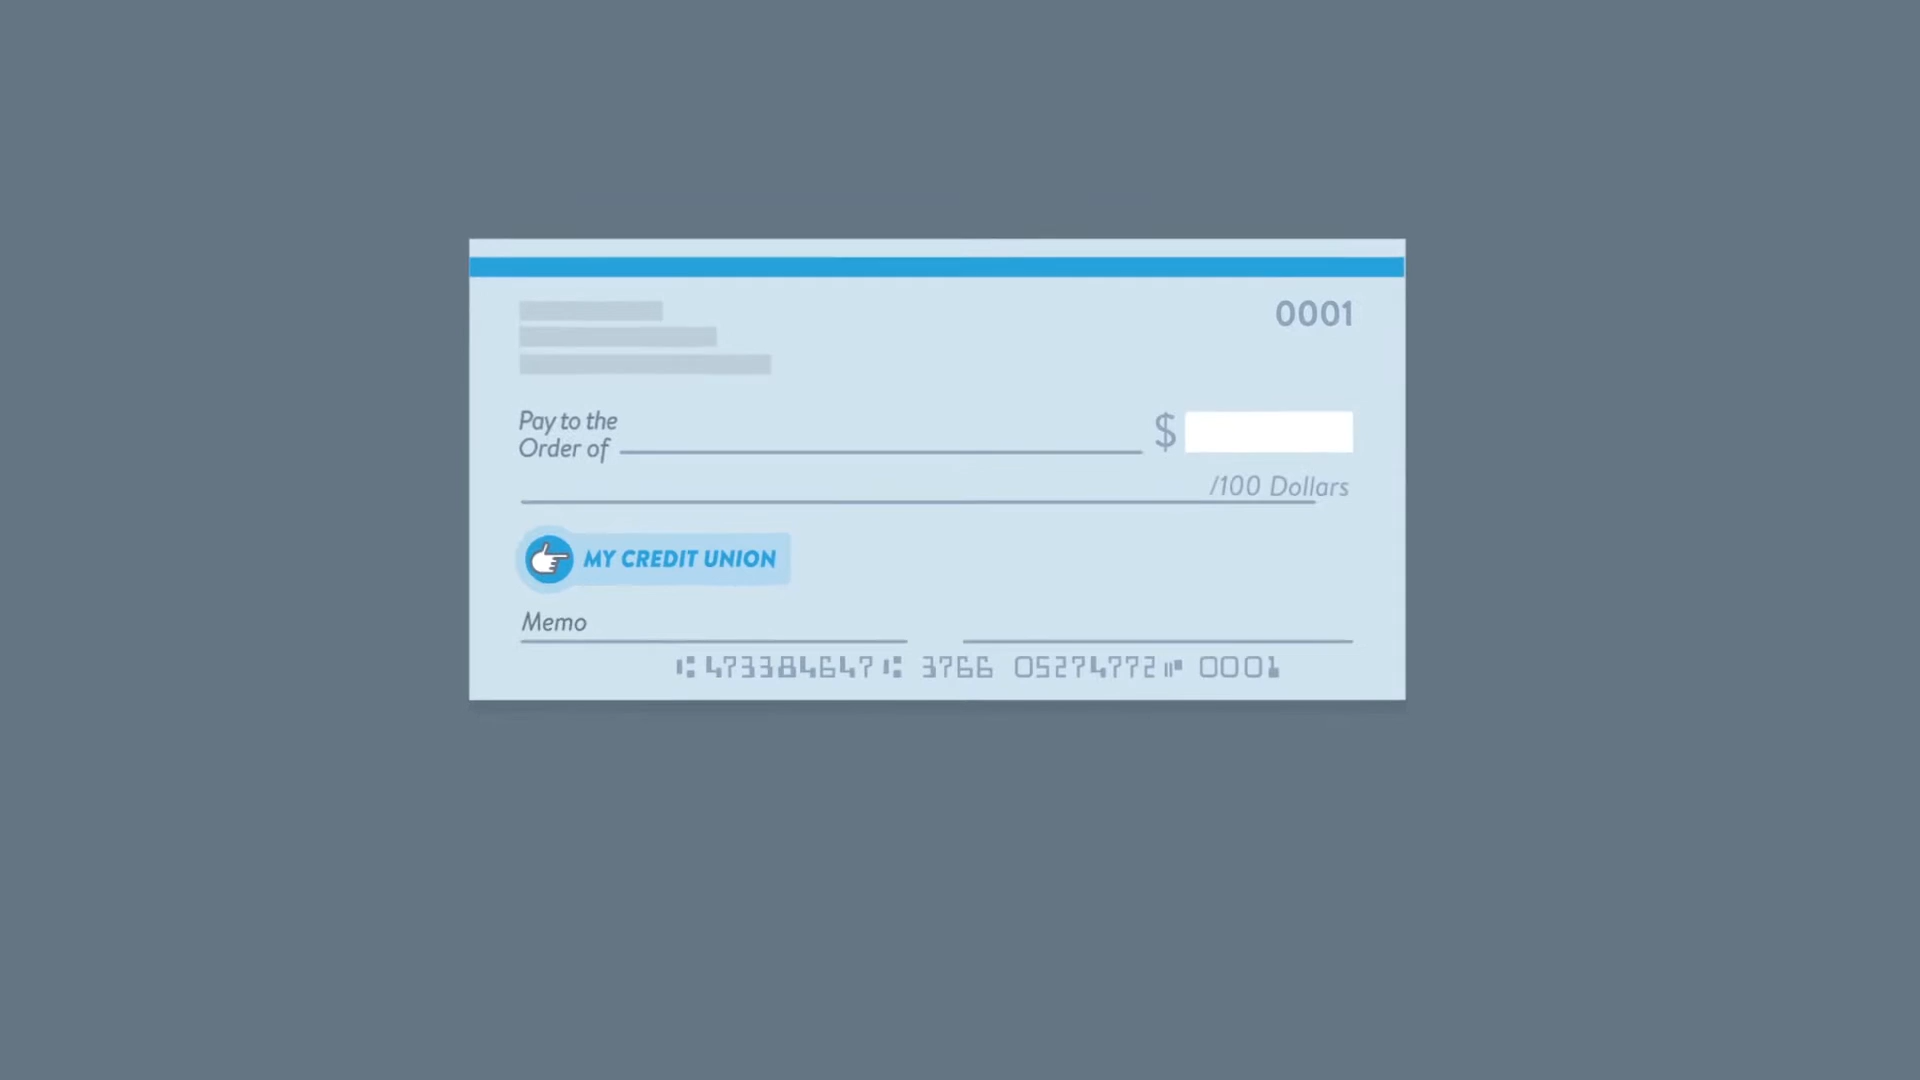 0001
Pay to the
Order of
$
/100 Dollars
MY CREDIT UNION
Memo
⑆473384647⑆ 3766 05274772⑈ 0001